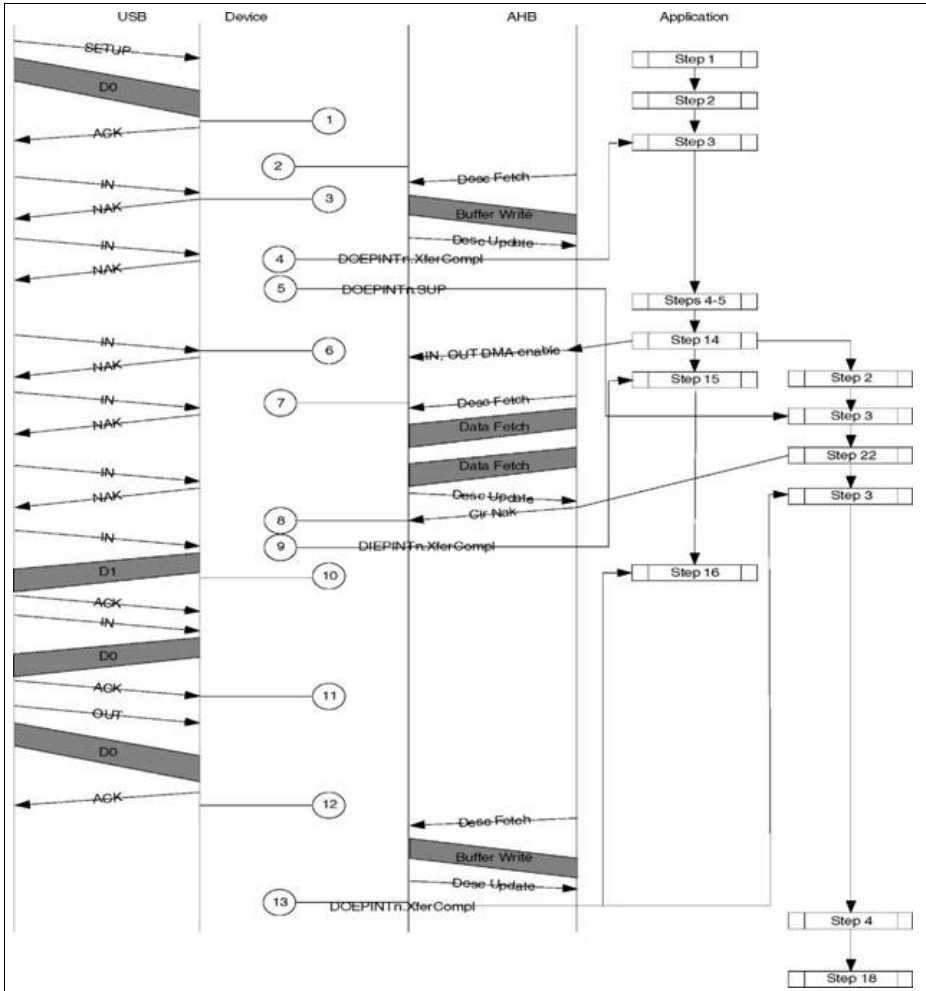 USB Device AHB Application
SETUP
Step 1
D0
Step 2
1
ACK
Step 3
2
Desc Fetch
IN
3
NAK
Buffer Write
IN
Desc Update
4
DOEPINTn.XferCompl
NAK
5
DOEPINTn.SUP
Steps 4-5
IN
Step 14
6
IN, OUT DMA enable
NAK
Step 15
Step 2
IN
7
Desc Fetch
Step 3
NAK
Data Fetch
Step 22
IN
Data Fetch
NAK
Desc Update
Step 3
Clr Nak
8
IN
9
DIEPINTn.XferCompl
D1
10
Step 16
ACK
IN
D0
ACK
11
OUT
D0
ACK
12
Desc Fetch
Buffer Write
Desc Update
13
DOEPINTn.XferCompl
Step 4
Step 18